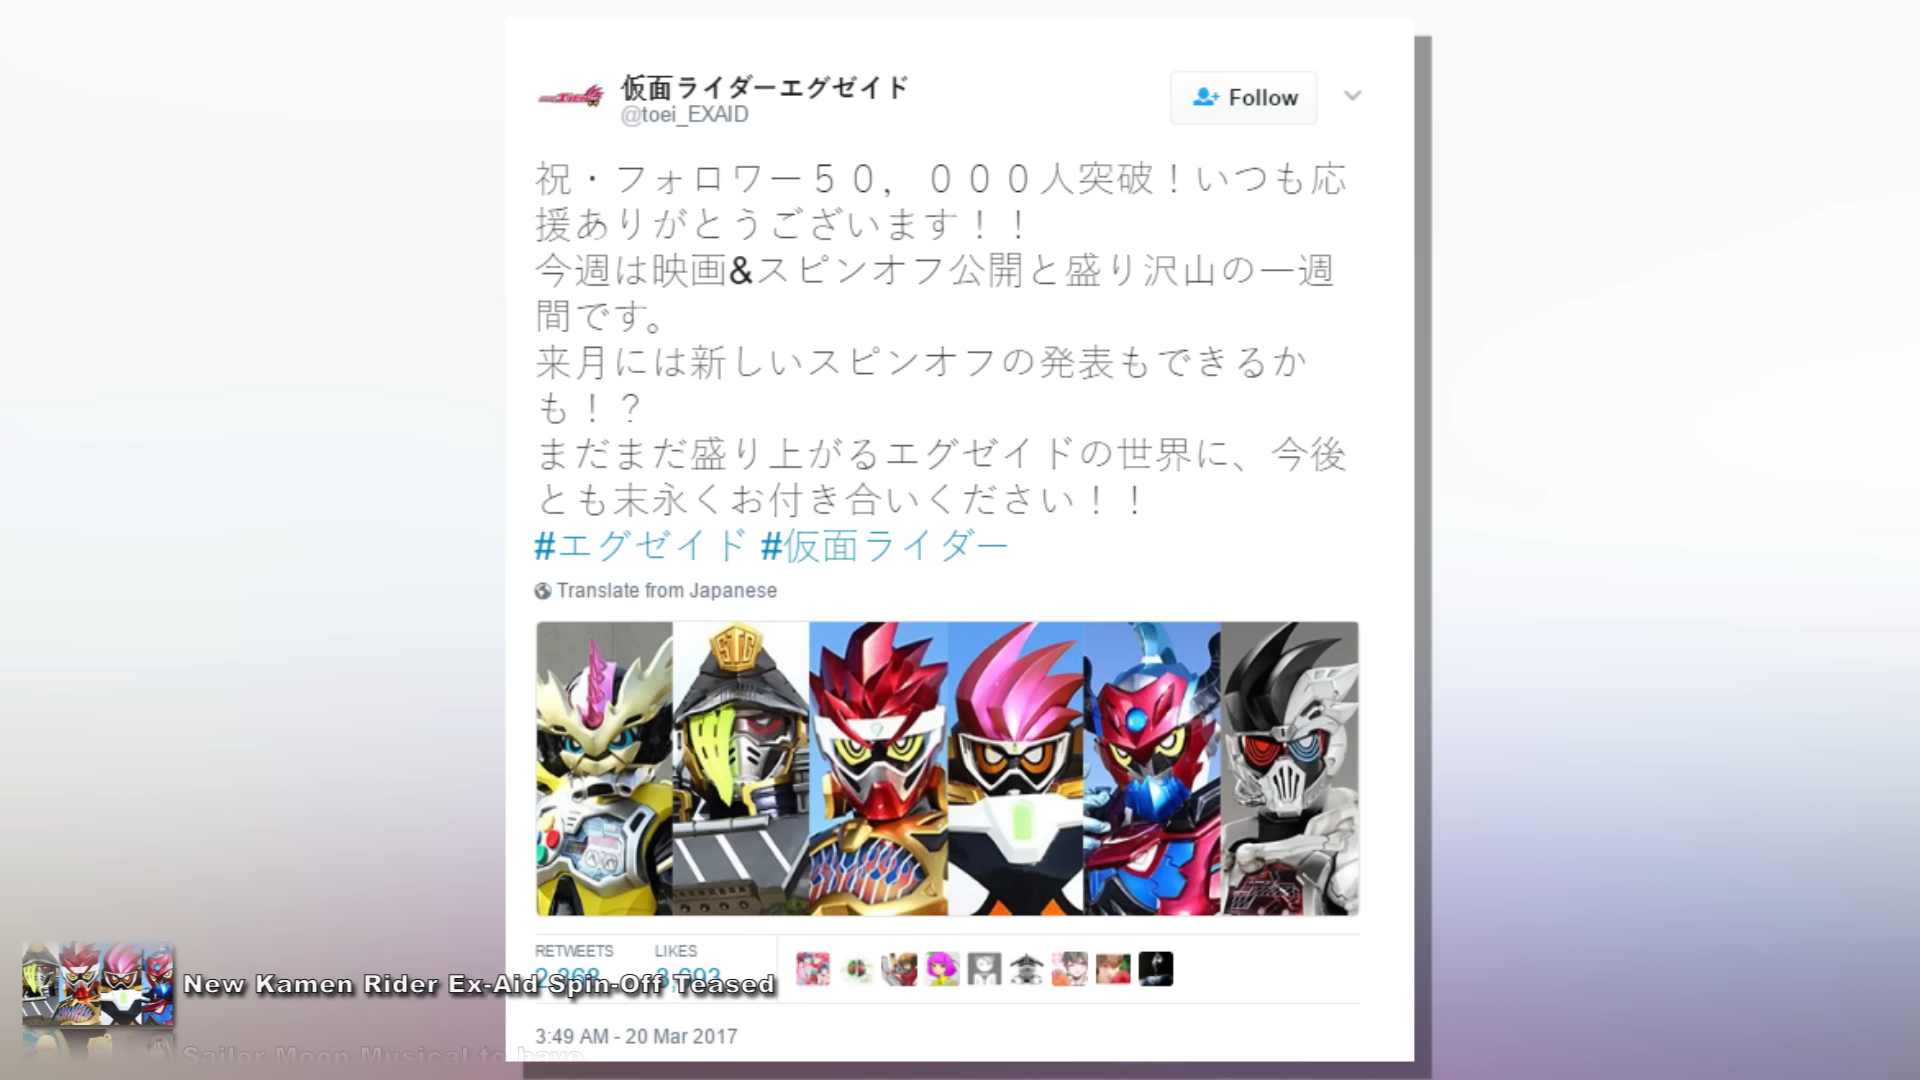 仮面ライダーエグゼイド
@toei_EXAID
Follow
祝・フォロワー５０，０００人突破！いつも応
援ありがとうございます！！
今週は映画&スピンオフ公開と盛り沢山の一週
間です。
来月には新しいスピンオフの発表もできるか
も！？
まだまだ盛り上がるエグゼイドの世界に、今後
とも末永くお付き合いください！！
#エグゼイド #仮面ライダー
Translate from Japanese
STG
RETWEETS LIKES
New Kamen Rider Ex-Aid Spin-Off Teased
3:49 AM - 20 Mar 2017
Sailor Moon Musical to have